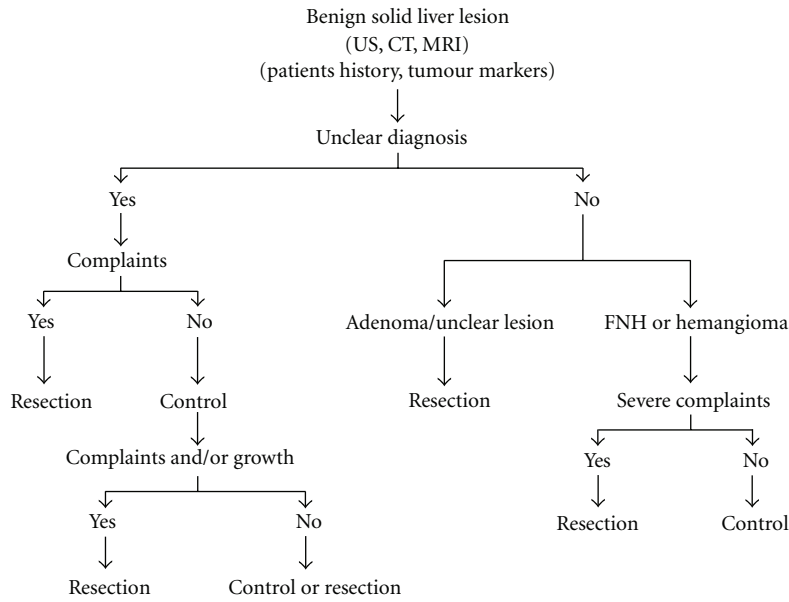 Benign solid liver lesion
(US, CT, MRI)
(patients history, tumour markers)
Unclear diagnosis
Yes
No
Complaints
Yes
No
Adenoma/unclear lesion
FNH or hemangioma
Resection
Control
Resection
Severe complaints
Complaints and/or growth
Yes
No
Yes
No
Resection
Control
Resection
Control or resection